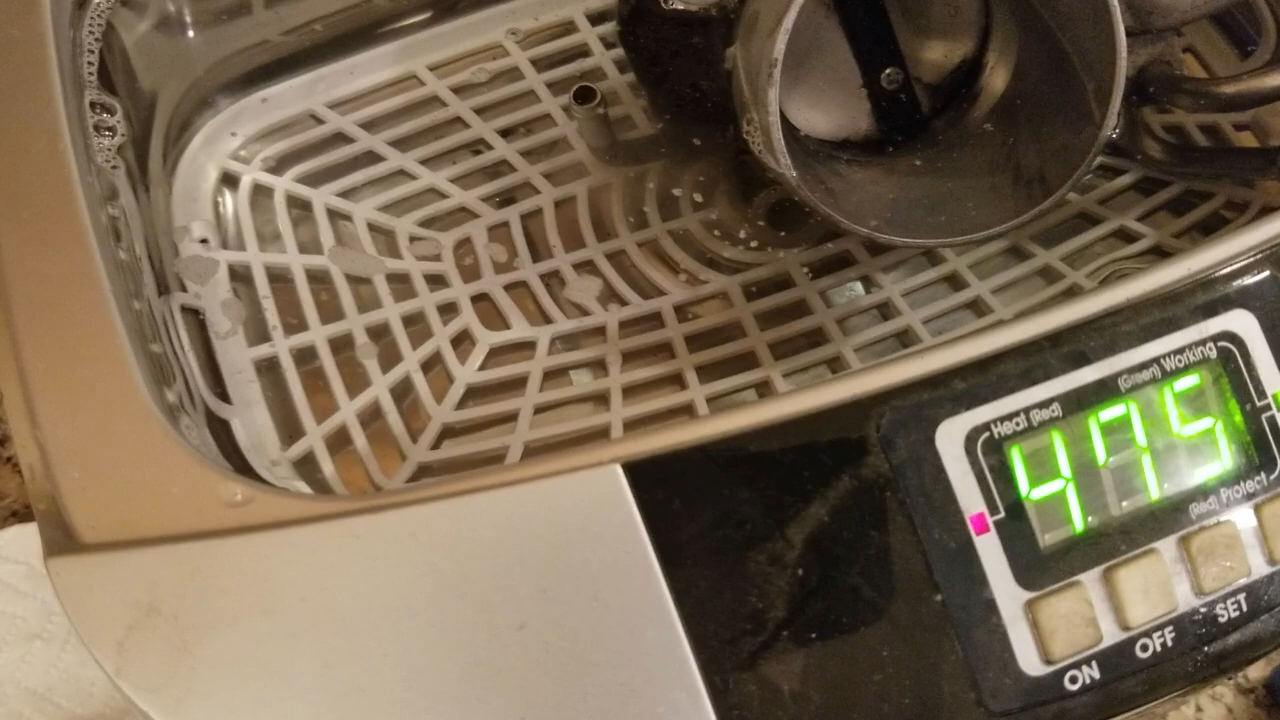 (Green) Working
Heat (Red)
475
(Red) Protect
ON OFF SET